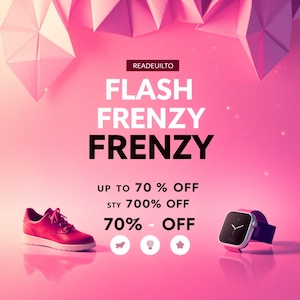 READEUILTO
FLASH
FRENZY
FRENZY
UP TO 70 % OFF
STY 700% OFF
70% - OFF